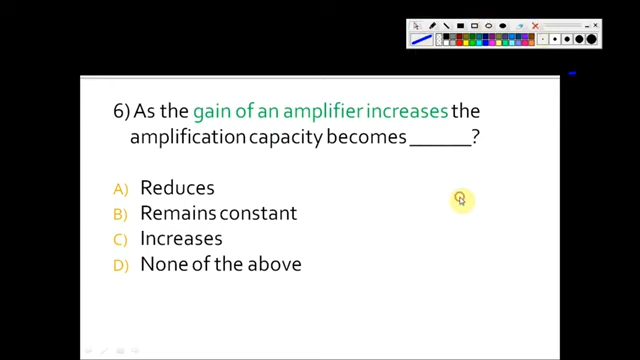 6) As the gain of an amplifier increases the
amplification capacity becomes ______?
A) Reduces
B) Remains constant
C) Increases
D) None of the above